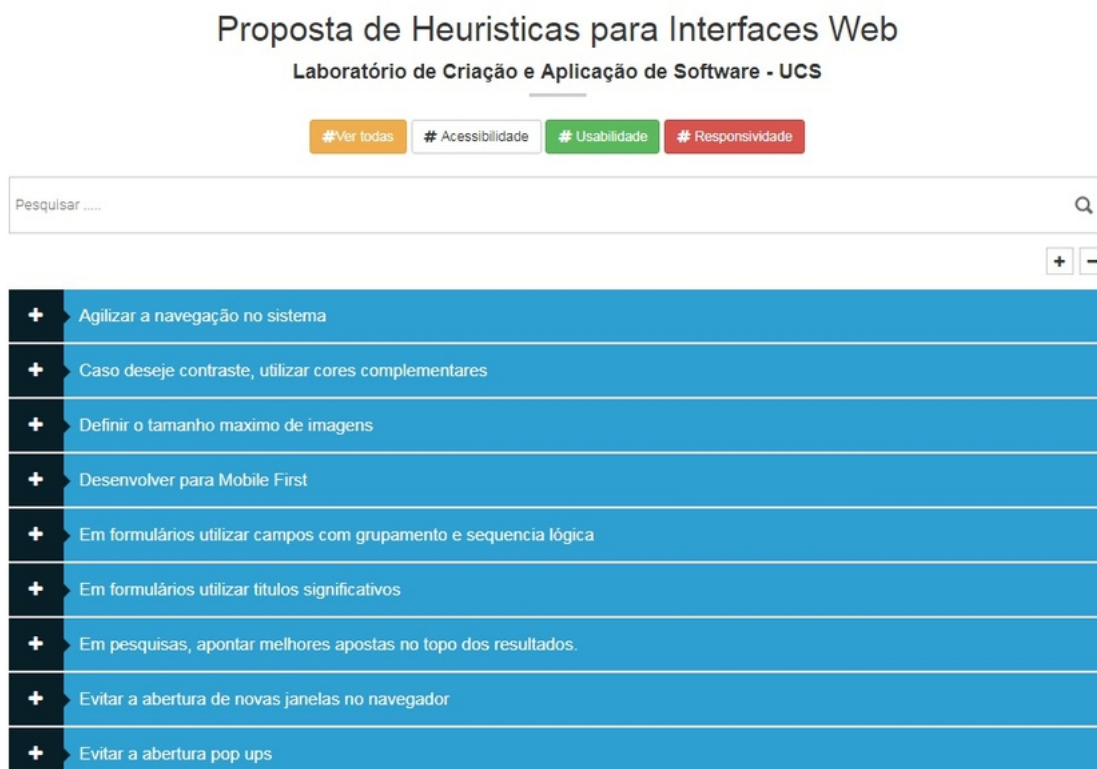 Proposta de Heuristicas para Interfaces Web
Laboratório de Criação e Aplicação de Software - UCS
#Ver todas # Acessibilidade # Usabilidade # Responsividade
Pesquisar .....
+ −
+ Agilizar a navegação no sistema
+ Caso deseje contraste, utilizar cores complementares
+ Definir o tamanho maximo de imagens
+ Desenvolver para Mobile First
+ Em formulários utilizar campos com grupamento e sequencia lógica
+ Em formulários utilizar titulos significativos
+ Em pesquisas, apontar melhores apostas no topo dos resultados.
+ Evitar a abertura de novas janelas no navegador
+ Evitar a abertura pop ups